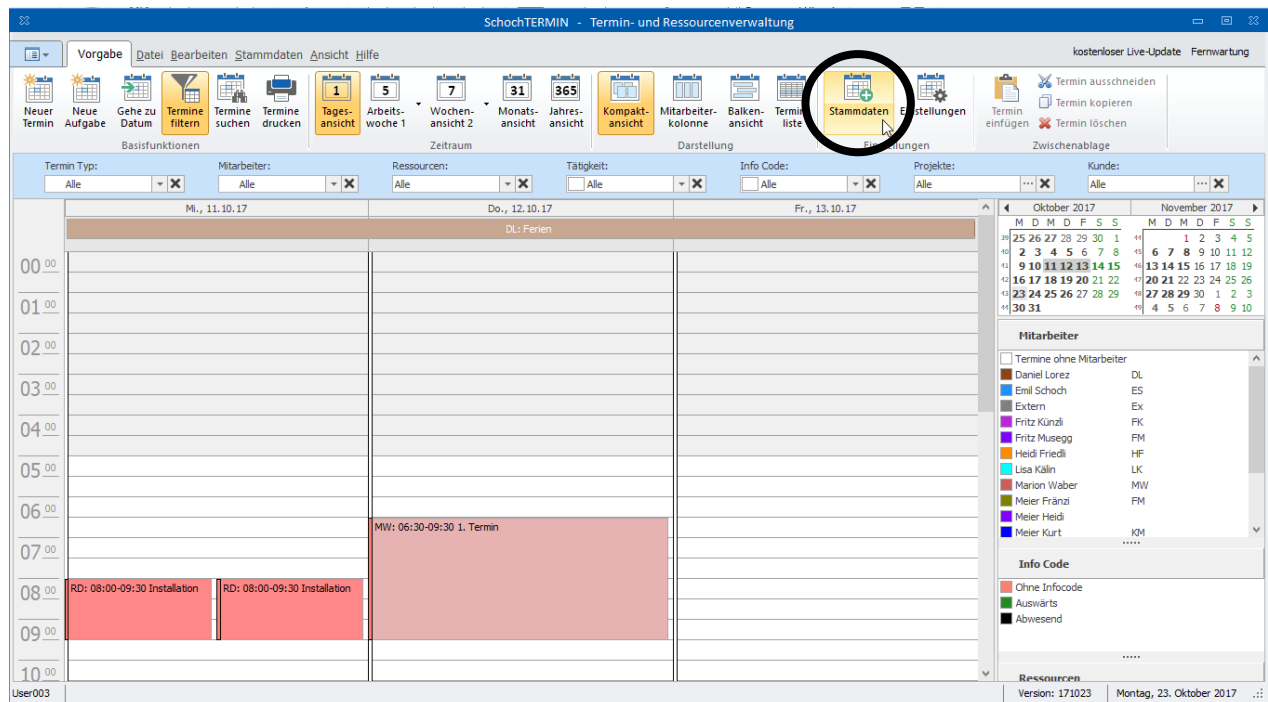 SchochTERMIN - Termin- und Ressourcenverwaltung
Vorgabe Datei Bearbeiten Stammdaten Ansicht Hilfe
kostenloser Live-Update Fernwartung
Neuer Termin
Neue Aufgabe
Gehe zu Datum
Termine filtern
Termine suchen
Termine drucken
Basisfunktionen
1 Tages-ansicht
5 Arbeits-woche 1
7 Wochen-ansicht 2
31 Monats-ansicht
365 Jahres-ansicht
Zeitraum
Kompakt-ansicht
Mitarbeiter-kolonne
Balken-ansicht
liste
Darstellung
Stammdaten
Termin einfügen
Termin ausschneiden
Termin kopieren
Termin löschen
Zwischenablage
Termin Typ: Mitarbeiter: Ressourcen: Tätigkeit: Info Code: Projekte: Kunde:
Alle Alle Alle Alle Alle Alle Alle
Mi., 11.10.17 Do., 12.10.17 Fr., 13.10.17
DL: Ferien
00 00
01 00
02 00
03 00
04 00
05 00
06 00
07 00
08 00
09 00
10 00
MW: 06:30-09:30 1. Termin
RD: 08:00-09:30 Installation RD: 08:00-09:30 Installation
Oktober 2017
M D M D F S S
39 25 26 27 28 29 30 1
40 2 3 4 5 6 7 8
41 9 10 11 12 13 14 15
42 16 17 18 19 20 21 22
43 23 24 25 26 27 28 29
44 30 31
November 2017
M D M D F S S
44 1 2 3 4 5
45 6 7 8 9 10 11 12
46 13 14 15 16 17 18 19
47 20 21 22 23 24 25 26
48 27 28 29 30 1 2 3
49 4 5 6 7 8 9 10
Mitarbeiter
Termine ohne Mitarbeiter
Daniel Lorez DL
Emil Schoch ES
Extern Ex
Fritz Künzli FK
Fritz Musegg FM
Heidi Friedli HF
Lisa Kälin LK
Marion Waber MW
Meier Fränzi FM
Meier Heidi
Meier Kurt KM
Info Code
Ohne Infocode
Auswärts
Abwesend
Ressourcen
User003
Version: 171023 Montag, 23. Oktober 2017